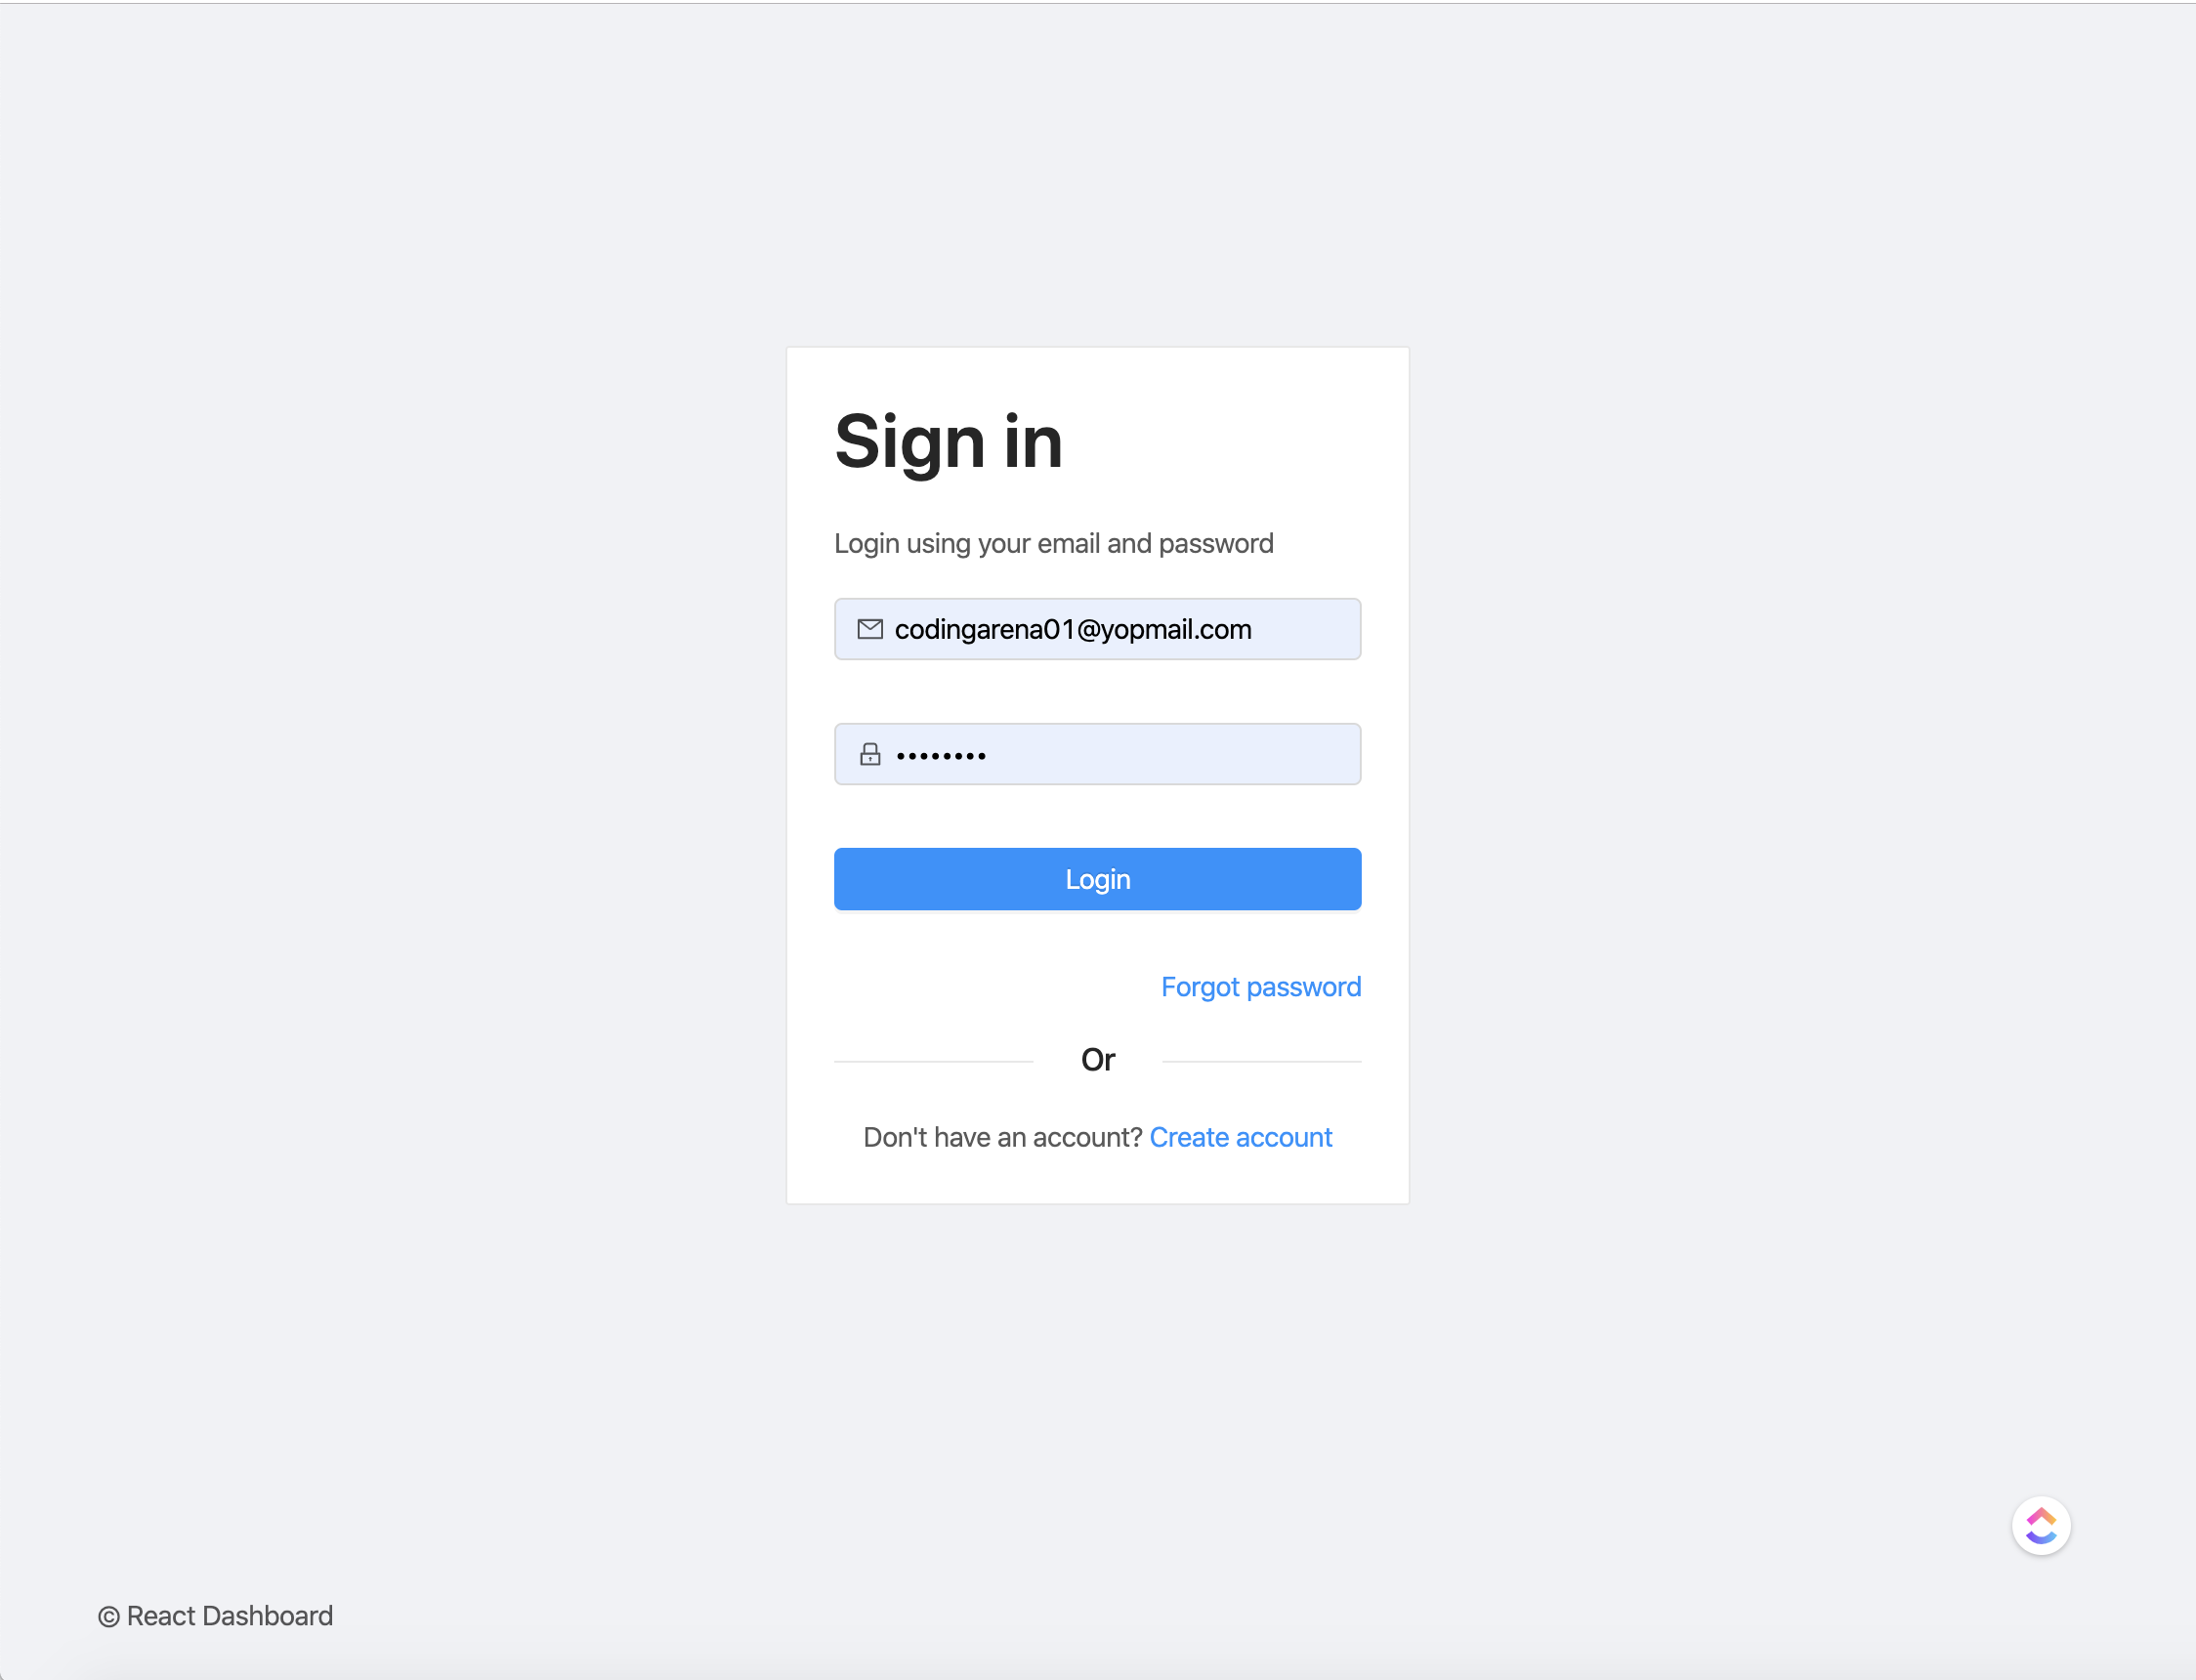 Sign in
Login using your email and password
codingarena01@yopmail.com
••••••••
Login
Forgot password
Or
Don't have an account? Create account
© React Dashboard